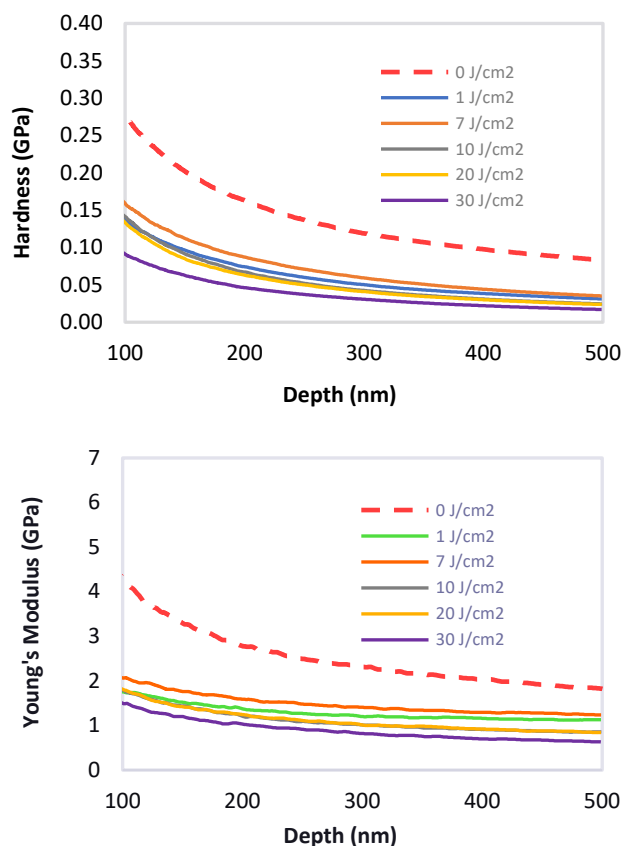 0.40
0.35
0.30
0.25
0.20
0.15
0.10
0.05
0.00
Hardness (GPa)
0 J/cm2
1 J/cm2
7 J/cm2
10 J/cm2
20 J/cm2
30 J/cm2
100 200 300 400 500
Depth (nm)
7
6
5
4
3
2
1
0
Young's Modulus (GPa)
0 J/cm2
1 J/cm2
7 J/cm2
10 J/cm2
20 J/cm2
30 J/cm2
100 200 300 400 500
Depth (nm)